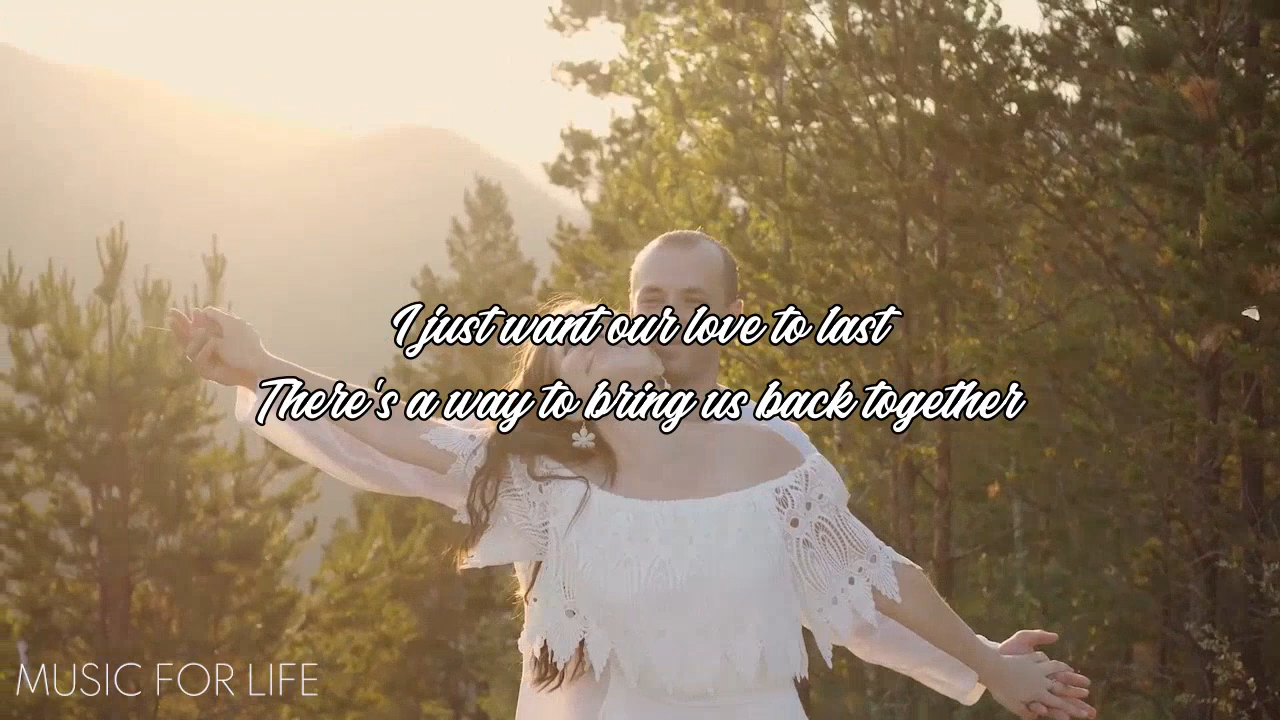 I just want our love to last
There's a way to bring us back together
MUSIC FOR LIFE